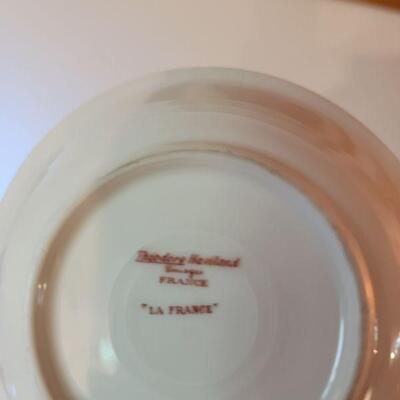 Theodore Haviland
Limoges
FRANCE
"LA FRANCE"